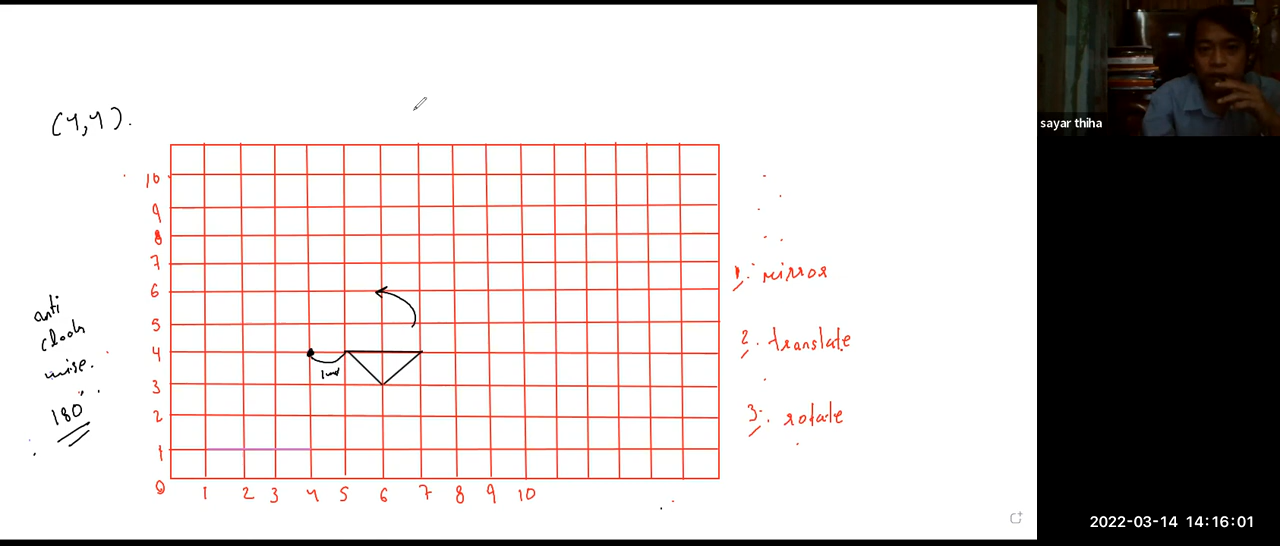 (4,4).
sayar thiha
10
9
8
7
6
5
4
3
2
1
0
1 2 3 4 5 6 7 8 9 10
1 unit
anti
clock
wise.
180°
1. mirror
2. translate
3. rotate
2022-03-14 14:16:01